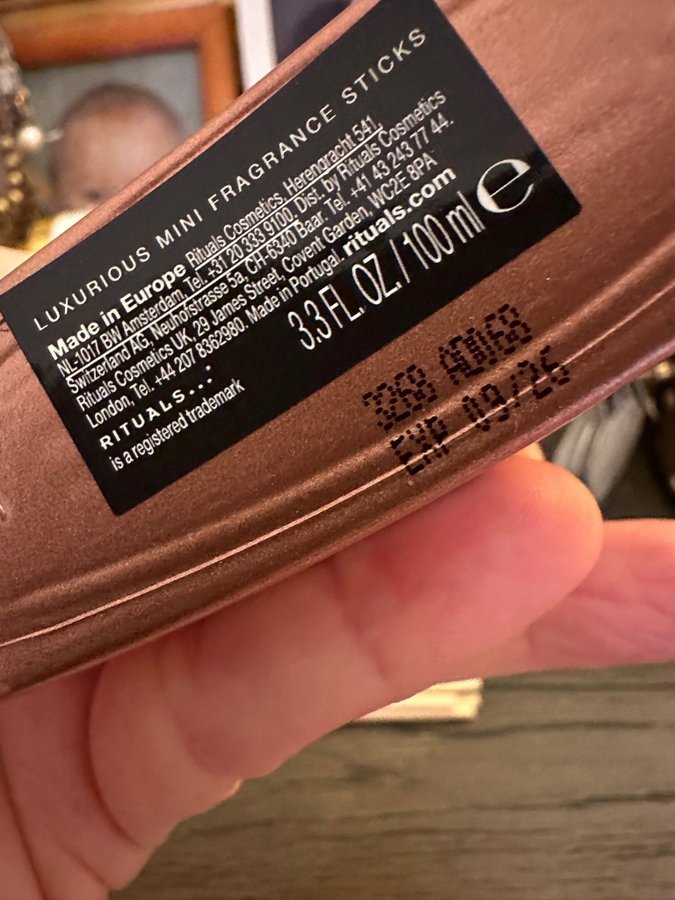 LUXURIOUS MINI FRAGRANCE STICKS
Made in Europe Rituals Cosmetics, Herengracht 541,
NL-1017 BW Amsterdam, Tel. +31 20 333 9100. Dist. by Rituals Cosmetics
Switzerland AG, Neuhofstrasse 5a, CH-6340 Baar. Tel. +41 43 243 77 44.
Rituals Cosmetics UK, 29 James Street, Covent Garden, WC2E 8PA
London, Tel. +44 207 8362980. Made in Portugal. rituals.com
RITUALS...:
is a registered trademark
3.3 FL. OZ. / 100 ml e
3268 AD0168
EXP 09/26